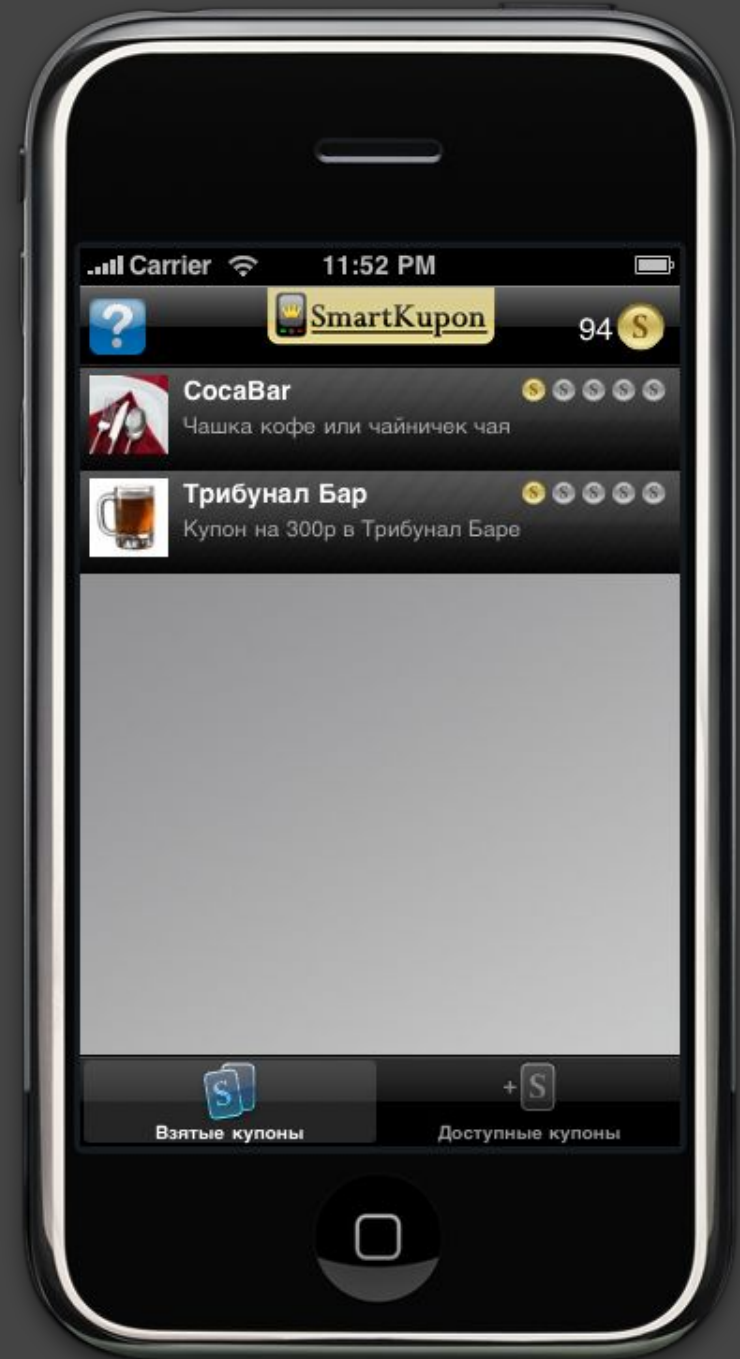 Carrier 11:52 PM
SmartKupon
94 S
CocaBar
Чашка кофе или чайничек чая
Трибунал Бар
Купон на 300р в Трибунал Баре
Взятые купоны
Доступные купоны